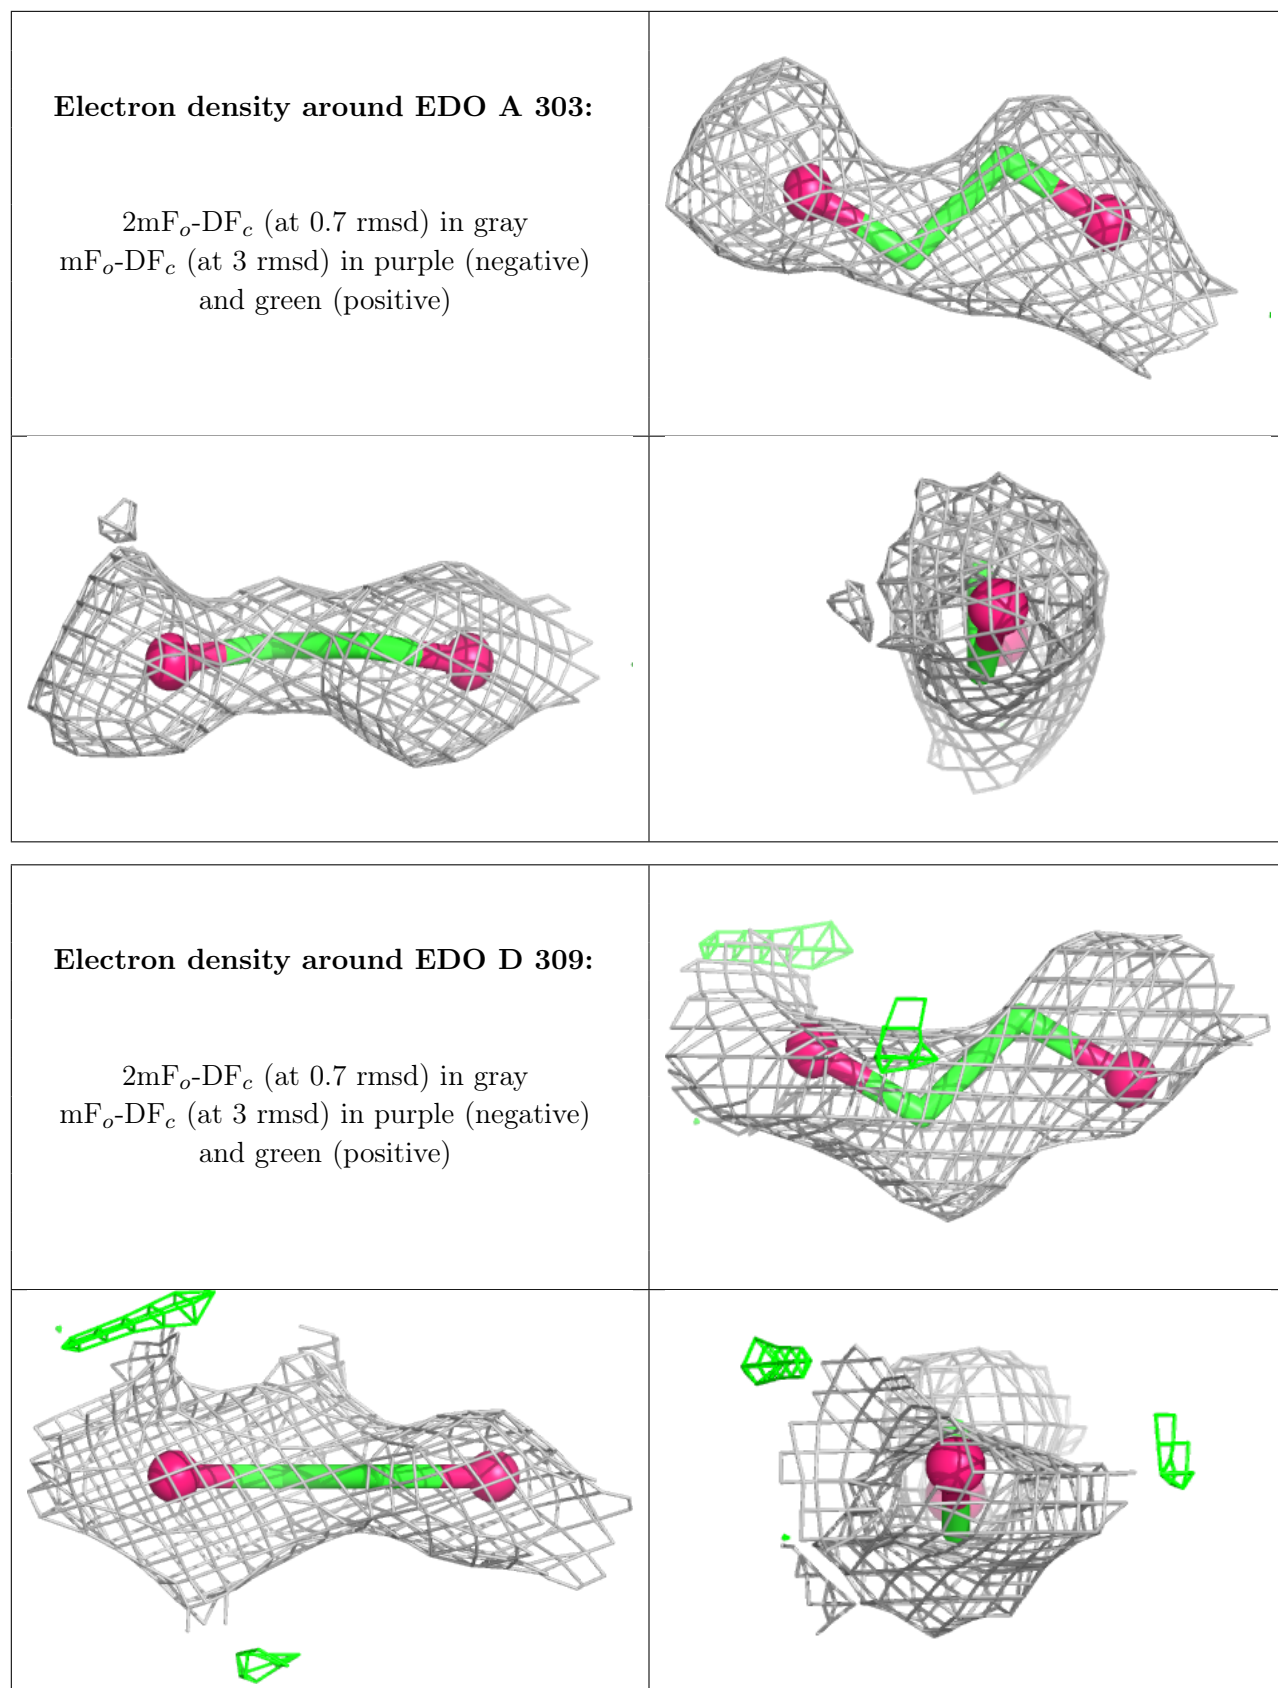 Electron density around EDO A 303:
2mFₒ-DF𝒸 (at 0.7 rmsd) in gray
mFₒ-DF𝒸 (at 3 rmsd) in purple (negative)
and green (positive)
Electron density around EDO D 309:
2mFₒ-DF𝒸 (at 0.7 rmsd) in gray
mFₒ-DF𝒸 (at 3 rmsd) in purple (negative)
and green (positive)